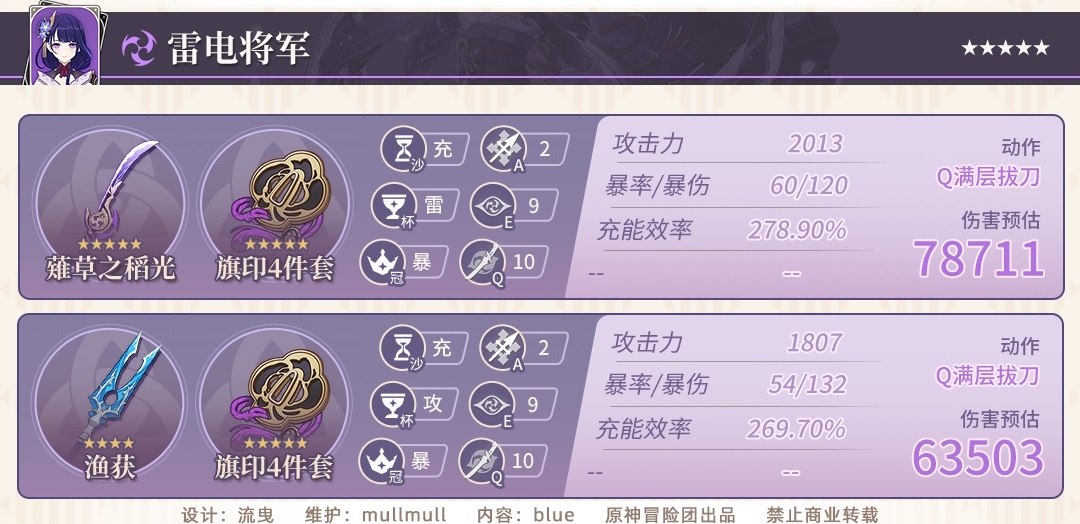 雷电将军
薙草之稻光
旗印4件套
沙 充
杯 雷
冠 暴
A 2
E 9
Q 10
攻击力 2013
暴率/暴伤 60/120
充能效率 278.90%
-- --
动作
Q满层拔刀
伤害预估
78711
渔获
旗印4件套
沙 充
杯 攻
冠 暴
A 2
E 9
Q 10
攻击力 1807
暴率/暴伤 54/132
充能效率 269.70%
-- --
动作
Q满层拔刀
伤害预估
63503
设计：流曳 维护：mullmull 内容：blue 原神冒险团出品 禁止商业转载